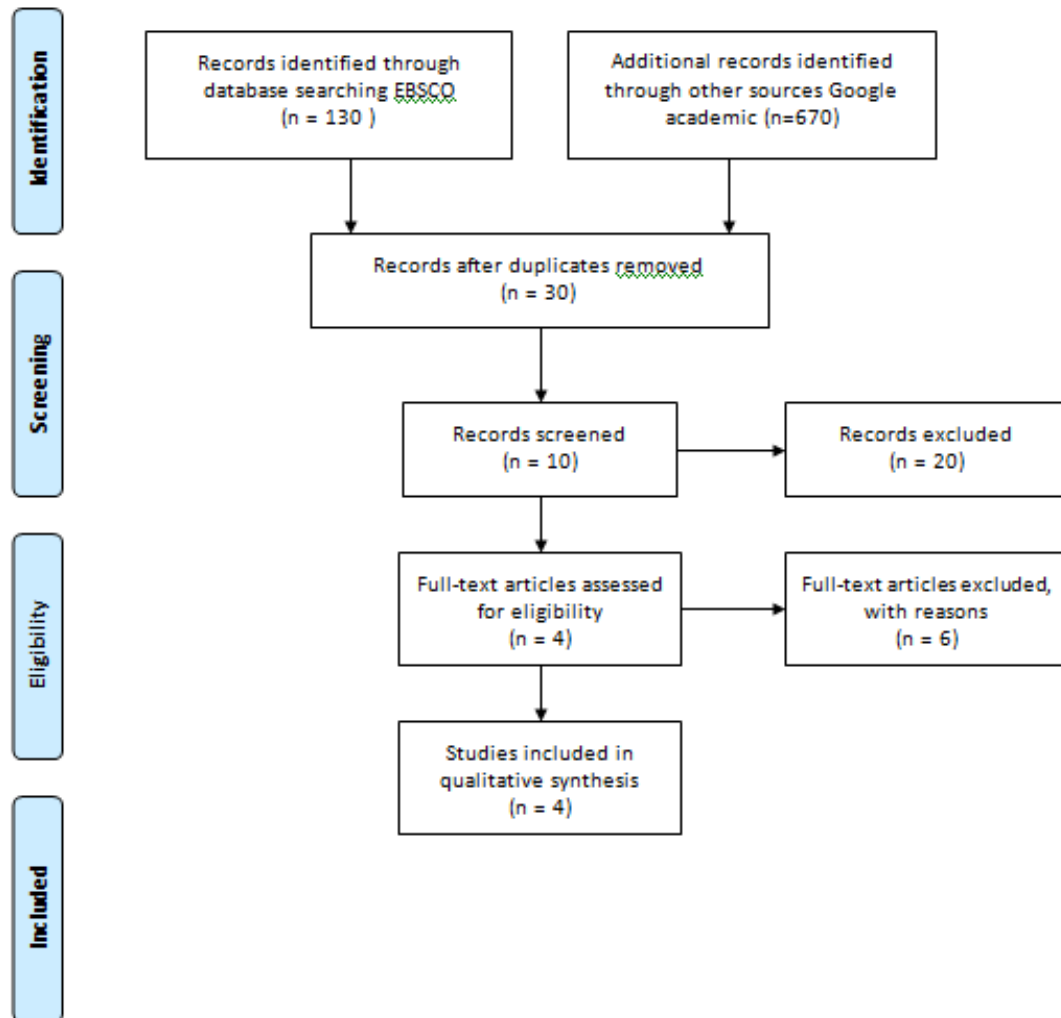 Identification
Records identified through
database searching EBSCO
(n = 130 )
Additional records identified
through other sources Google
academic (n=670)
Records after duplicates removed
(n = 30)
Screening
Records screened
(n = 10)
Records excluded
(n = 20)
Eligibility
Full-text articles assessed
for eligibility
(n = 4)
Full-text articles excluded,
with reasons
(n = 6)
Studies included in
qualitative synthesis
(n = 4)
Included